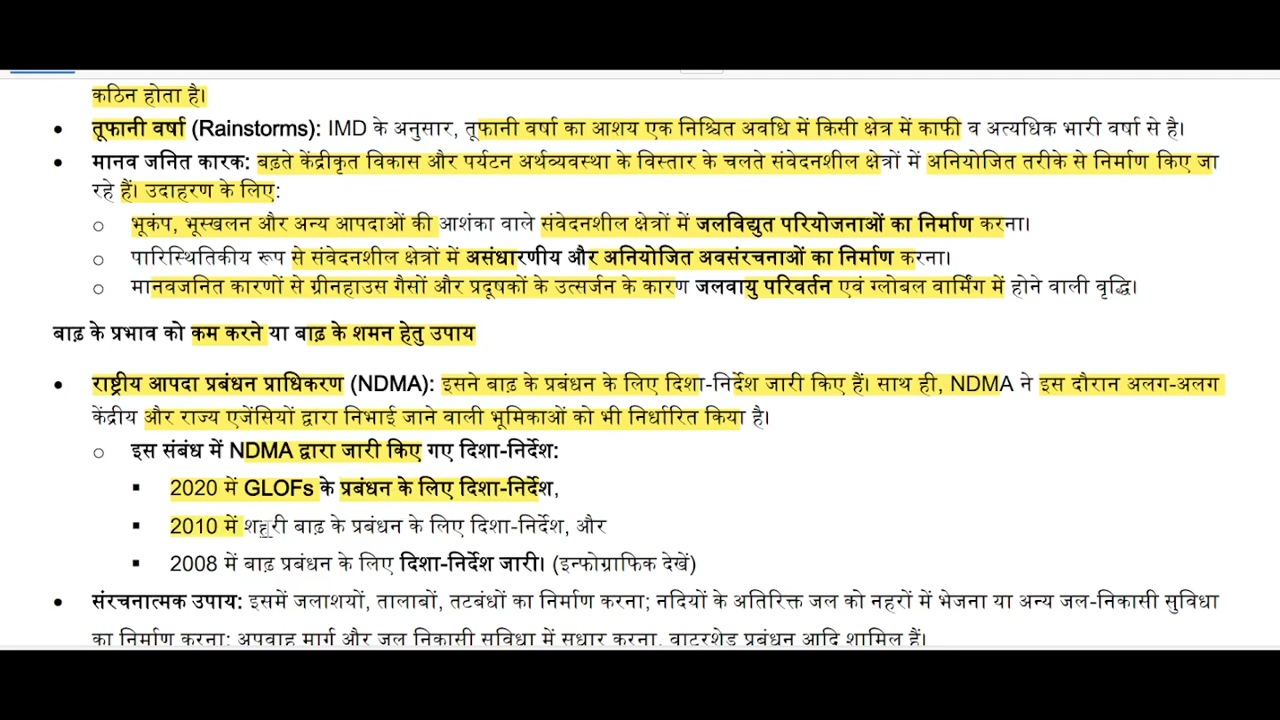 कठिन होता है।
• तूफानी वर्षा (Rainstorms): IMD के अनुसार, तूफानी वर्षा का आशय एक निश्चित अवधि में किसी क्षेत्र में काफी व अत्यधिक भारी वर्षा से है।
• मानव जनित कारक: बढ़ते केंद्रीकृत विकास और पर्यटन अर्थव्यवस्था के विस्तार के चलते संवेदनशील क्षेत्रों में अनियोजित तरीके से निर्माण किए जा
रहे हैं। उदाहरण के लिए:
o भूकंप, भूस्खलन और अन्य आपदाओं की आशंका वाले संवेदनशील क्षेत्रों में जलविद्युत परियोजनाओं का निर्माण करना।
o पारिस्थितिकीय रूप से संवेदनशील क्षेत्रों में असंधारणीय और अनियोजित अवसंरचनाओं का निर्माण करना।
o मानवजनित कारणों से ग्रीनहाउस गैसों और प्रदूषकों के उत्सर्जन के कारण जलवायु परिवर्तन एवं ग्लोबल वार्मिंग में होने वाली वृद्धि।
बाढ़ के प्रभाव को कम करने या बाढ़ के शमन हेतु उपाय
• राष्ट्रीय आपदा प्रबंधन प्राधिकरण (NDMA): इसने बाढ़ के प्रबंधन के लिए दिशा-निर्देश जारी किए हैं। साथ ही, NDMA ने इस दौरान अलग-अलग
केंद्रीय और राज्य एजेंसियों द्वारा निभाई जाने वाली भूमिकाओं को भी निर्धारित किया है।
o इस संबंध में NDMA द्वारा जारी किए गए दिशा-निर्देश:
▪ 2020 में GLOFs के प्रबंधन के लिए दिशा-निर्देश,
▪ 2010 में शहरी बाढ़ के प्रबंधन के लिए दिशा-निर्देश, और
▪ 2008 में बाढ़ प्रबंधन के लिए दिशा-निर्देश जारी। (इन्फोग्राफिक देखें)
• संरचनात्मक उपाय: इसमें जलाशयों, तालाबों, तटबंधों का निर्माण करना; नदियों के अतिरिक्त जल को नहरों में भेजना या अन्य जल-निकासी सुविधा
का निर्माण करना; अपवाह मार्ग और जल निकासी सुविधा में सुधार करना, वाटरशेड प्रबंधन आदि शामिल हैं।